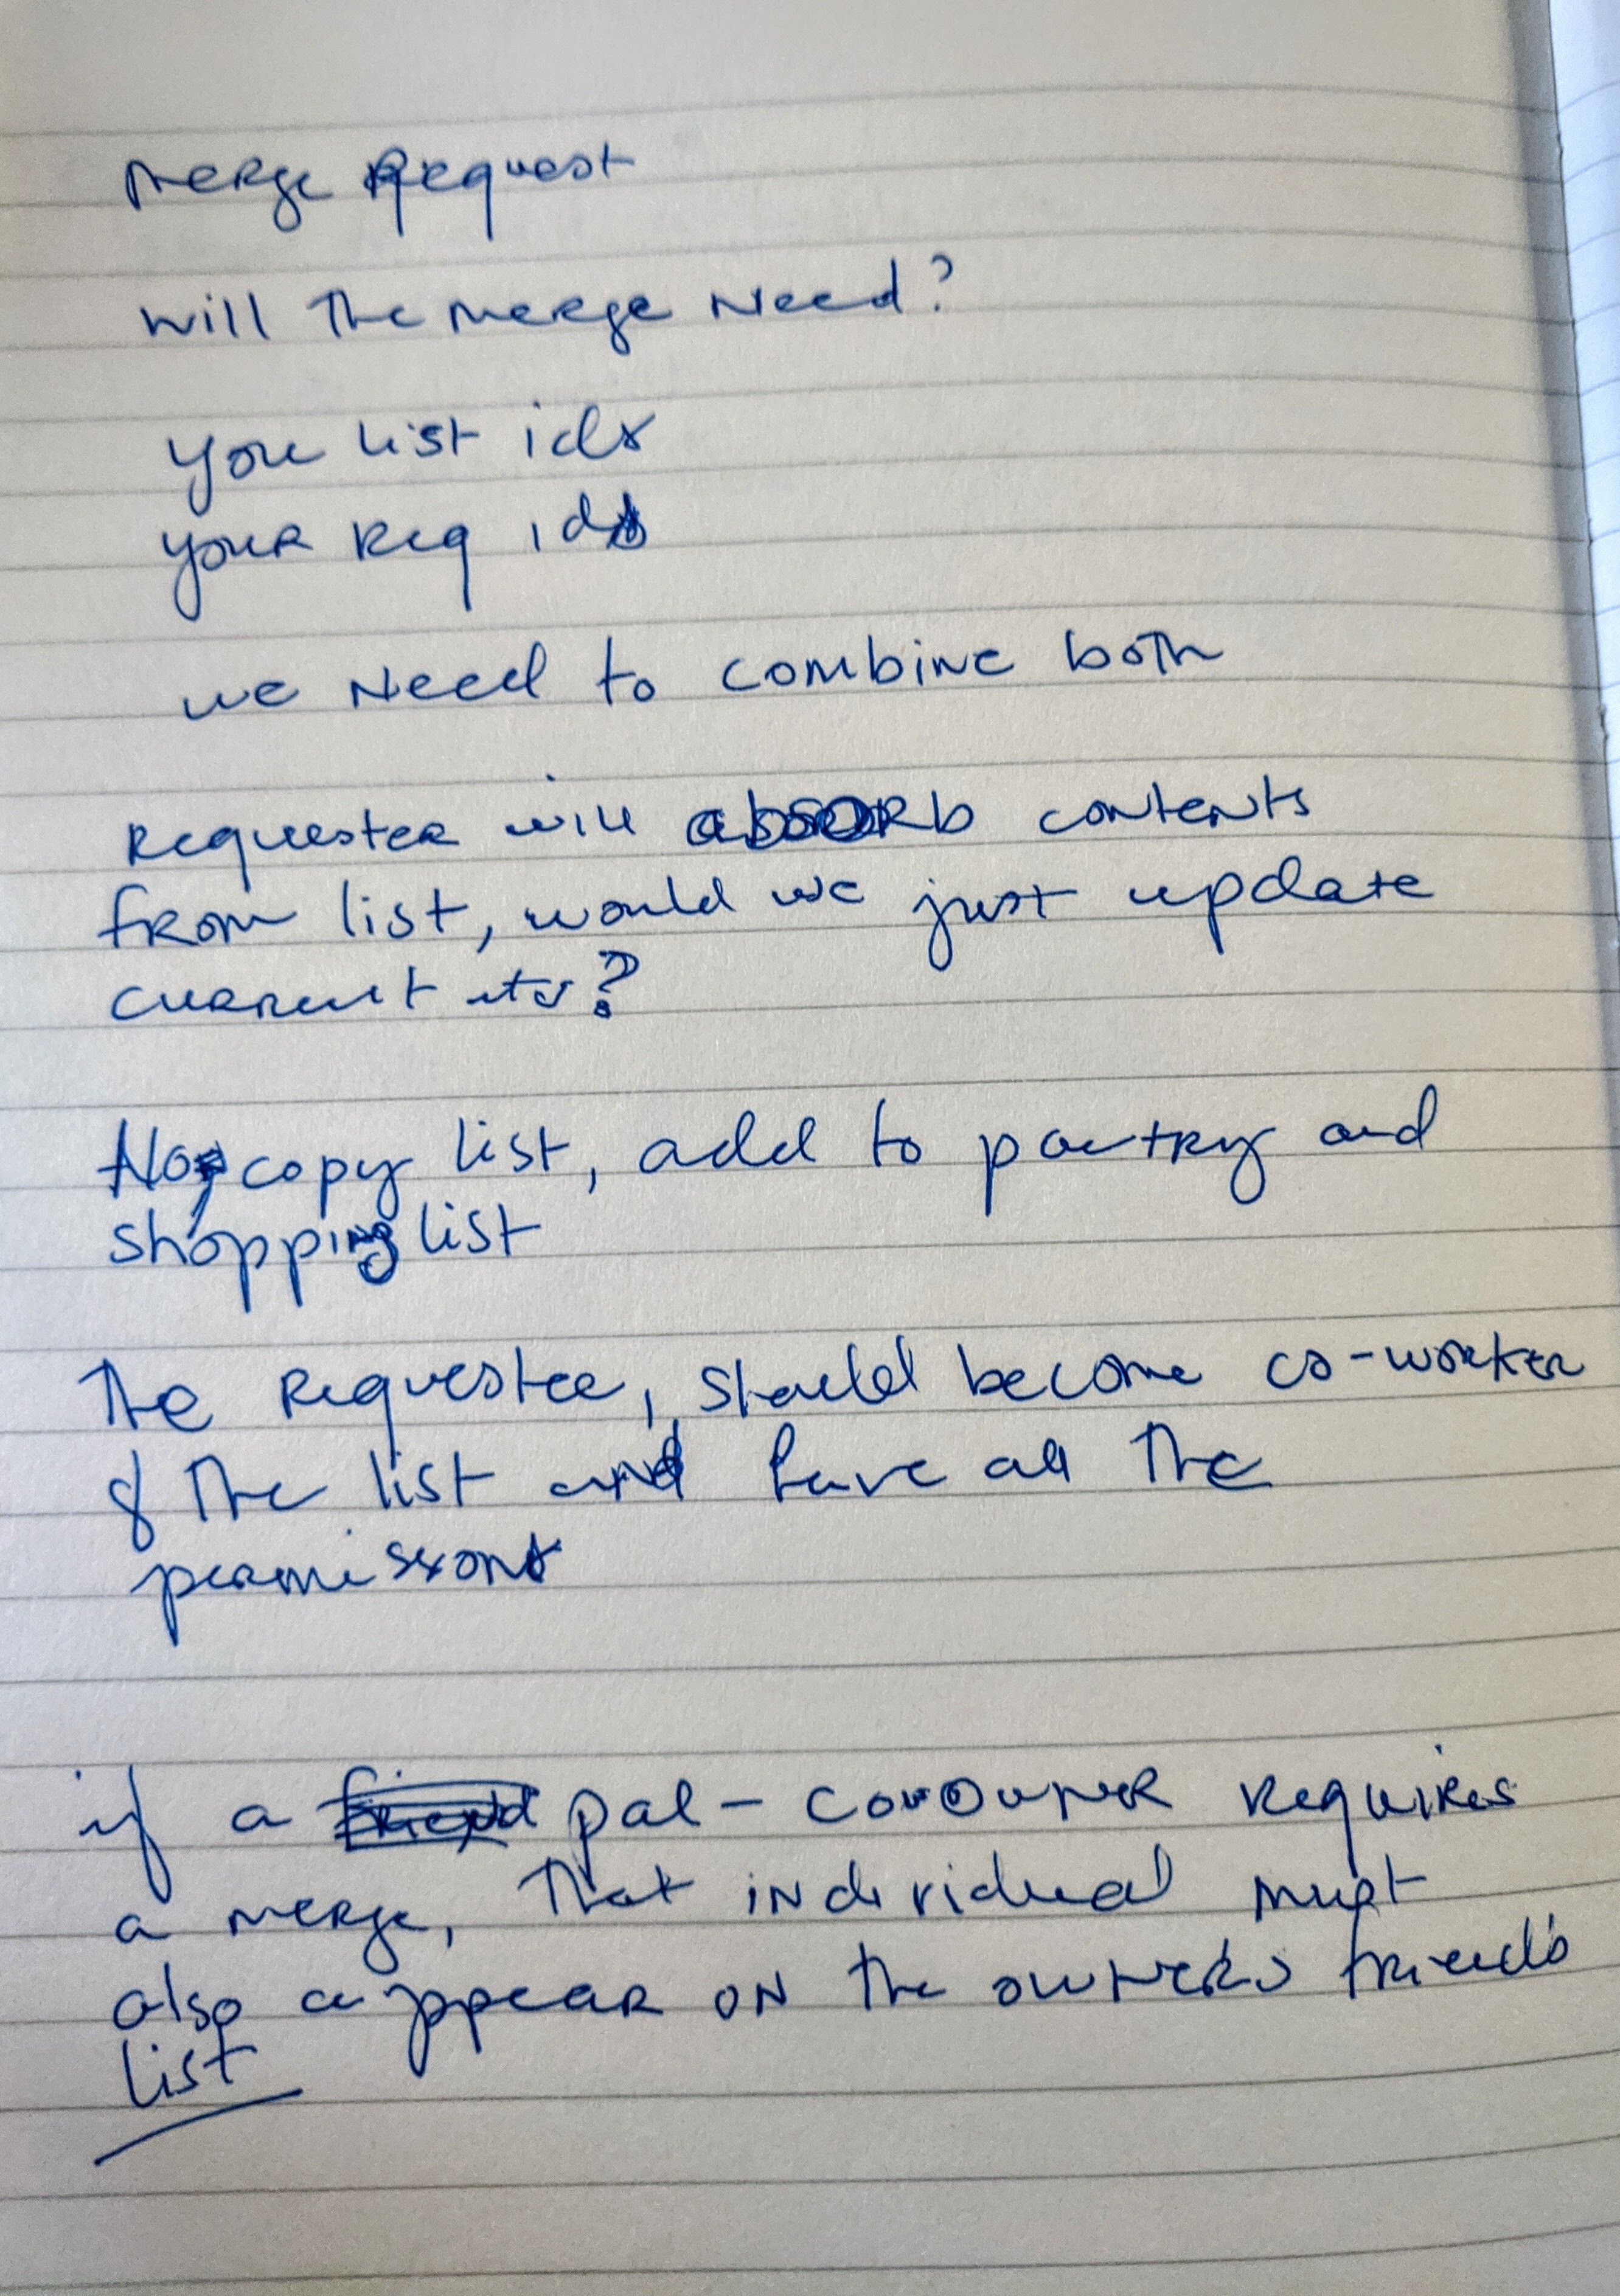 Merge Request
will the merge need?
you list ids
your req ids
we need to combine both
Requester will absorb contents
from list, would we just update
current
No, copy list, add to pantry and
shopping list
The Requestee, should become co-worker
of the list and have all the
permissions
if a pal - coowner requires
a merge, that individual must
also appear on the owners friends
list